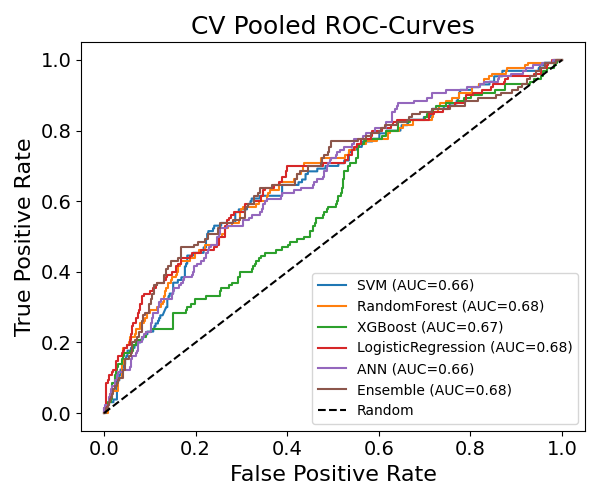 CV Pooled ROC-Curves
True Positive Rate
1.0
0.8
0.6
0.4
0.2
0.0
SVM (AUC=0.66)
RandomForest (AUC=0.68)
XGBoost (AUC=0.67)
LogisticRegression (AUC=0.68)
ANN (AUC=0.66)
Ensemble (AUC=0.68)
Random
0.0 0.2 0.4 0.6 0.8 1.0
False Positive Rate